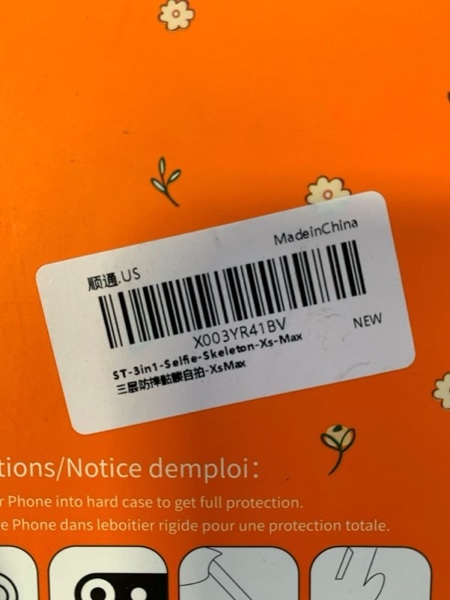 MadeinChina
顺通.US
X003YR41BV
NEW
ST-3in1-Selfie-Skeleton-Xs-Max
三层防摔骷髅自拍-XsMax
tions/Notice demploi：
r Phone into hard case to get full protection.
e Phone dans leboitier rigide pour une protection totale.